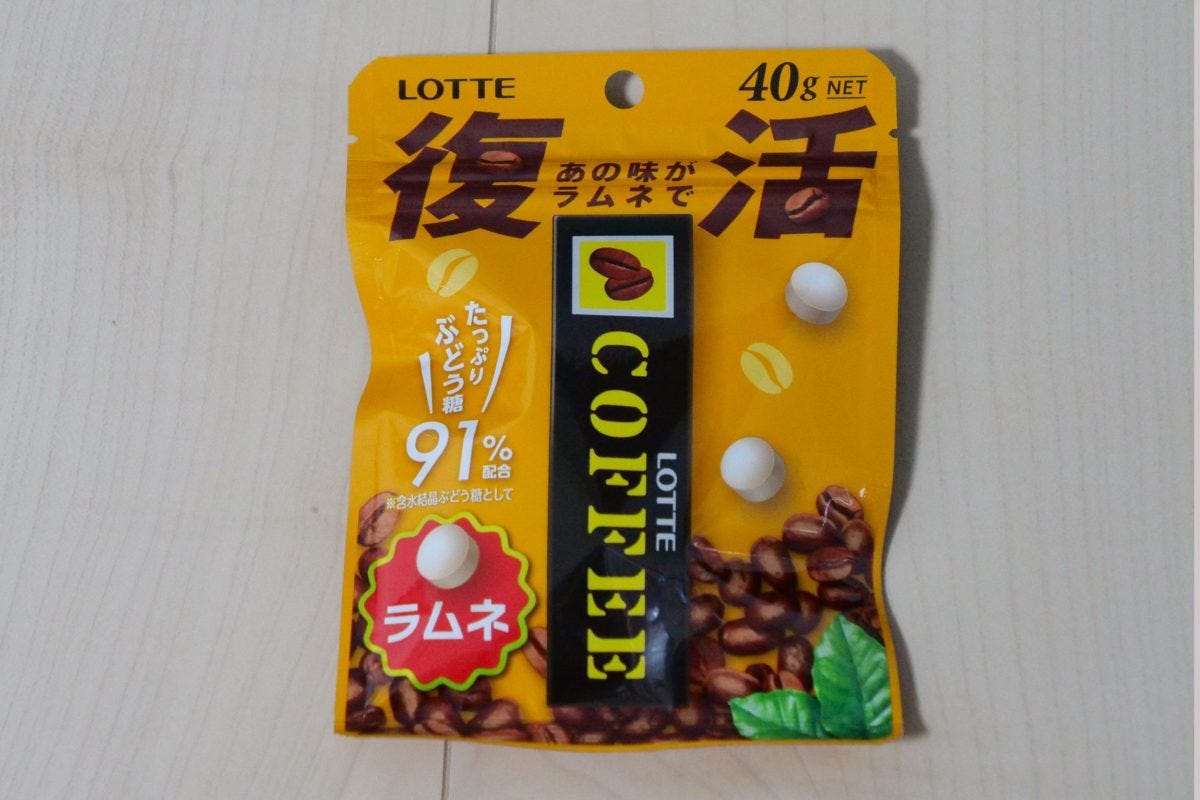 LOTTE
40g NET
復活
あの味が
ラムネで
たっぷり
ぶどう糖
91%
配合
※含水結晶ぶどう糖として
COFFEE
LOTTE
ラムネ